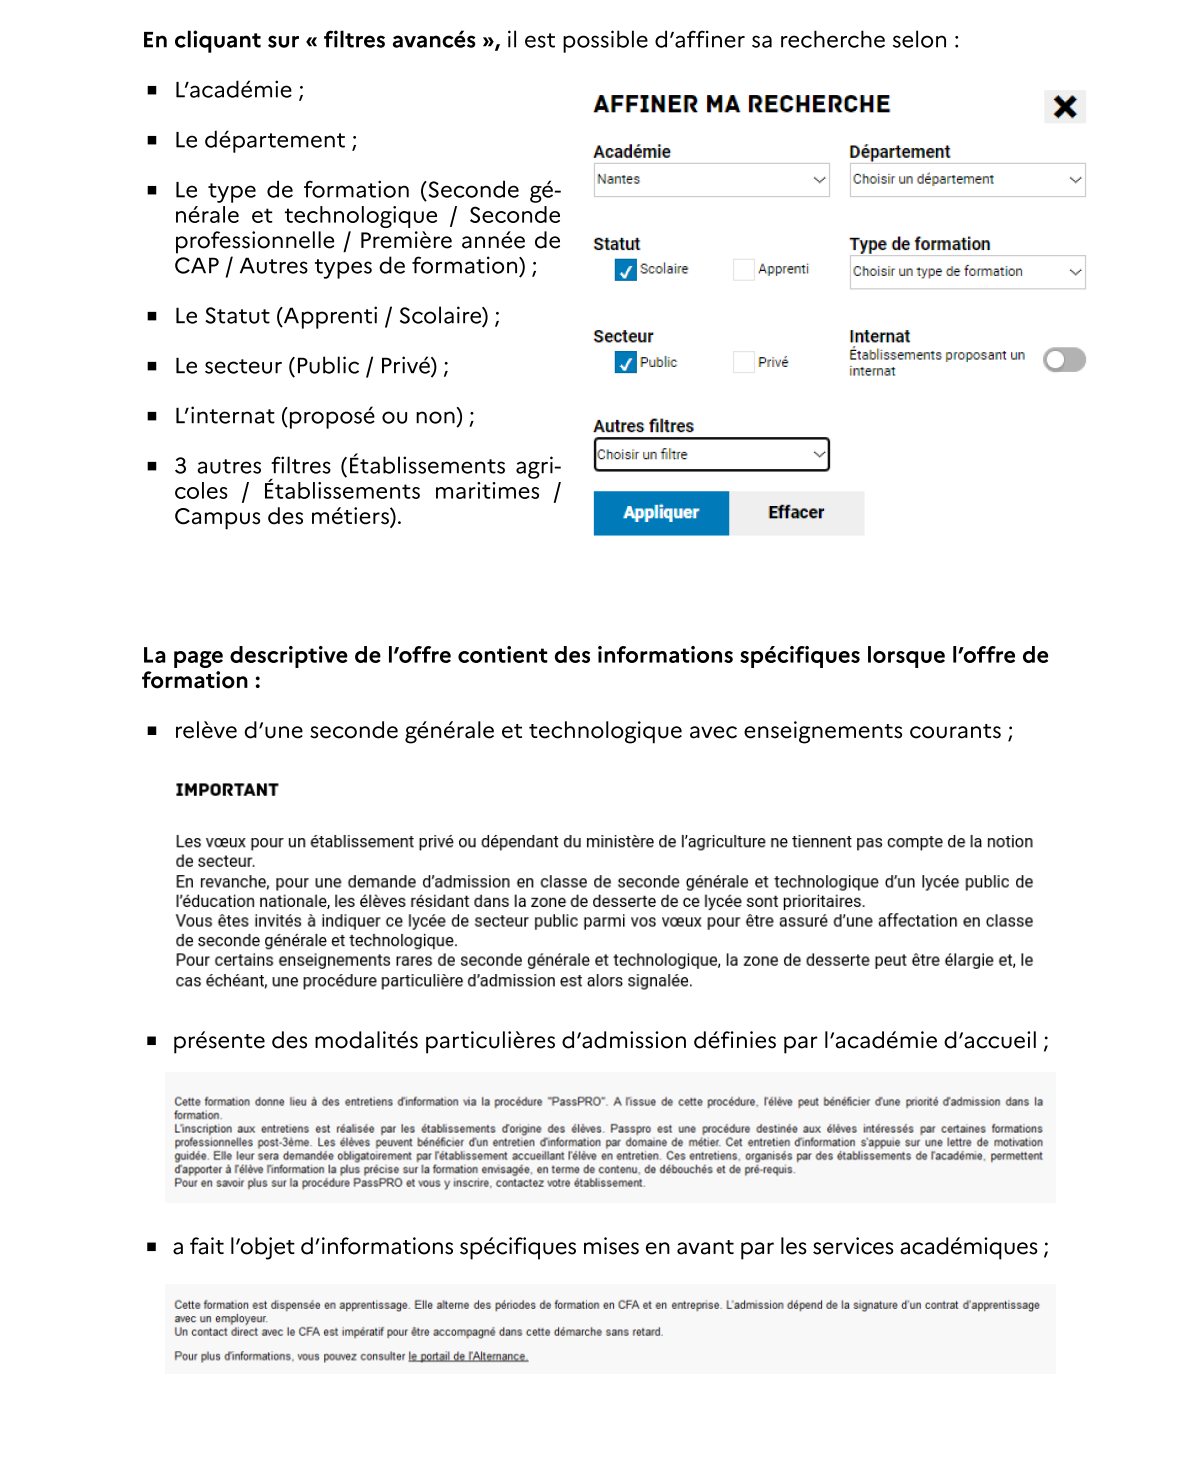 En cliquant sur « filtres avancés », il est possible d’affiner sa recherche selon :
▪ L’académie ;
▪ Le département ;
▪ Le type de formation (Seconde gé-
nérale et technologique / Seconde
professionnelle / Première année de
CAP / Autres types de formation) ;
▪ Le Statut (Apprenti / Scolaire) ;
▪ Le secteur (Public / Privé) ;
▪ L’internat (proposé ou non) ;
▪ 3 autres filtres (Établissements agri-
coles / Établissements maritimes /
Campus des métiers).
AFFINER MA RECHERCHE
Académie Département
Nantes Choisir un département
Statut Type de formation
Scolaire Apprenti Choisir un type de formation
Secteur Internat
Public Privé Établissements proposant un
internat
Autres filtres
Choisir un filtre
Appliquer Effacer
La page descriptive de l’offre contient des informations spécifiques lorsque l’offre de
formation :
▪ relève d’une seconde générale et technologique avec enseignements courants ;
IMPORTANT
Les vœux pour un établissement privé ou dépendant du ministère de l’agriculture ne tiennent pas compte de la notion
de secteur.
En revanche, pour une demande d’admission en classe de seconde générale et technologique d’un lycée public de
l’éducation nationale, les élèves résidant dans la zone de desserte de ce lycée sont prioritaires.
Vous êtes invités à indiquer ce lycée de secteur public parmi vos vœux pour être assuré d’une affectation en classe
de seconde générale et technologique.
Pour certains enseignements rares de seconde générale et technologique, la zone de desserte peut être élargie et, le
cas échéant, une procédure particulière d’admission est alors signalée.
▪ présente des modalités particulières d’admission définies par l’académie d’accueil ;
Cette formation donne lieu à des entretiens d'information via la procédure "PassPRO". A l'issue de cette procédure, l'élève peut bénéficier d'une priorité d'admission dans la
formation.
L'inscription aux entretiens est réalisée par les établissements d'origine des élèves. Passpro est une procédure destinée aux élèves intéressés par certaines formations
professionnelles post-3ème. Les élèves peuvent bénéficier d'un entretien d'information par domaine de métier. Cet entretien d'information s'appuie sur une lettre de motivation
guidée. Elle leur sera demandée obligatoirement par l'établissement accueillant l'élève en entretien. Ces entretiens, organisés par des établissements de l'académie, permettent
d'apporter à l'élève l'information la plus précise sur la formation envisagée, en terme de contenu, de débouchés et de pré-requis.
Pour en savoir plus sur la procédure PassPRO et vous y inscrire, contactez votre établissement.
▪ a fait l’objet d’informations spécifiques mises en avant par les services académiques ;
Cette formation est dispensée en apprentissage. Elle alterne des périodes de formation en CFA et en entreprise. L'admission dépend de la signature d'un contrat d'apprentissage
avec un employeur.
Un contact direct avec le CFA est impératif pour être accompagné dans cette démarche sans retard.
Pour plus d'informations, vous pouvez consulter le portail de l'Alternance.